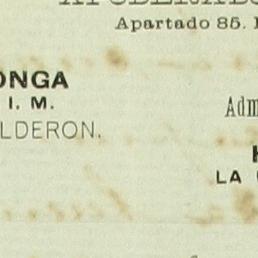 Apartado 85.
ONGA
I. M.
LDERON.
Adm
LA